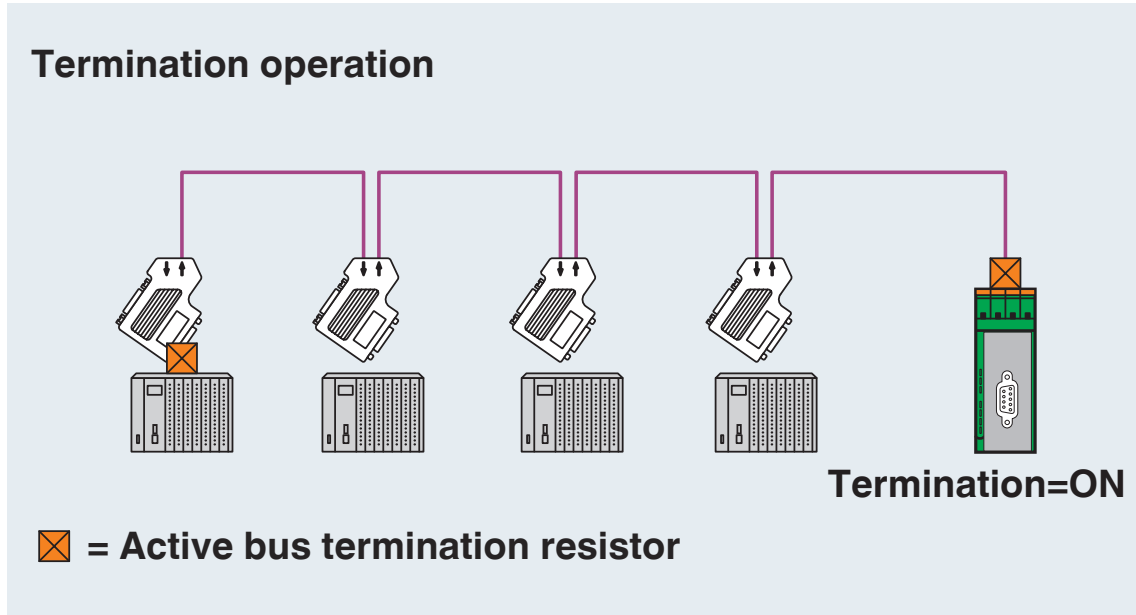 Termination operation
Termination=ON
= Active bus termination resistor